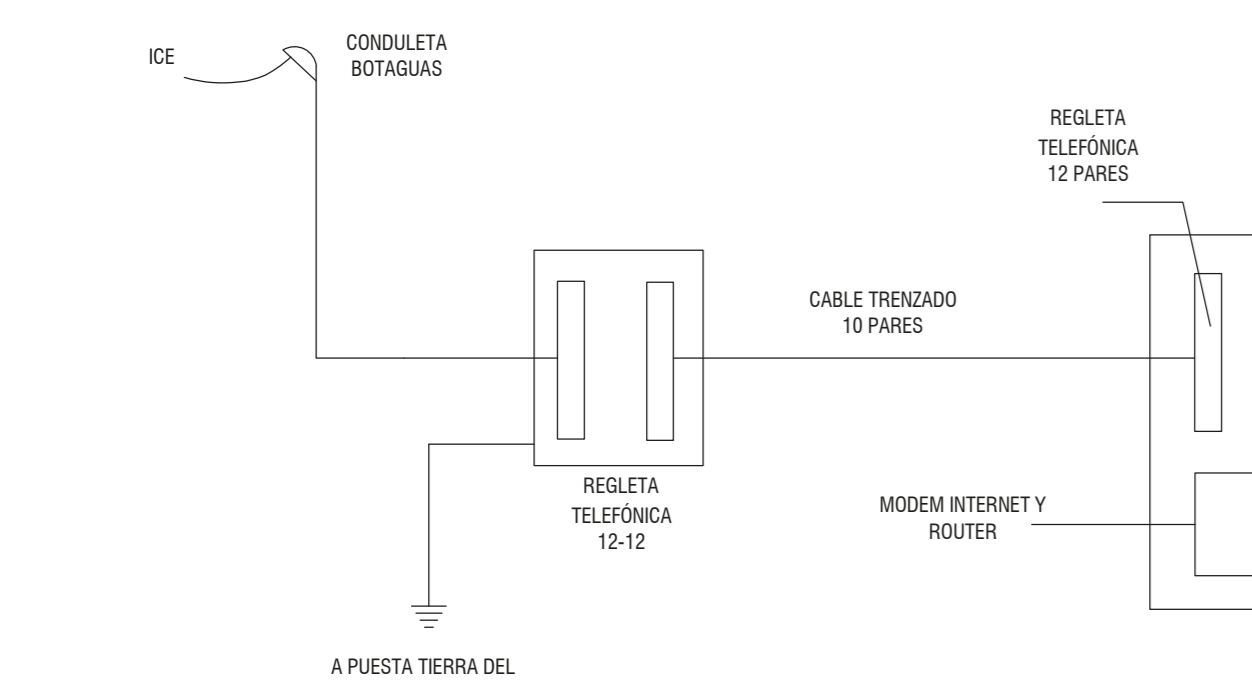 ICE
CONDULETA
BOTAGUAS
REGLETA
TELEFÓNICA
12 PARES
CABLE TRENZADO
10 PARES
REGLETA
TELEFÓNICA
12-12
MODEM INTERNET Y
ROUTER
A PUESTA TIERRA DEL